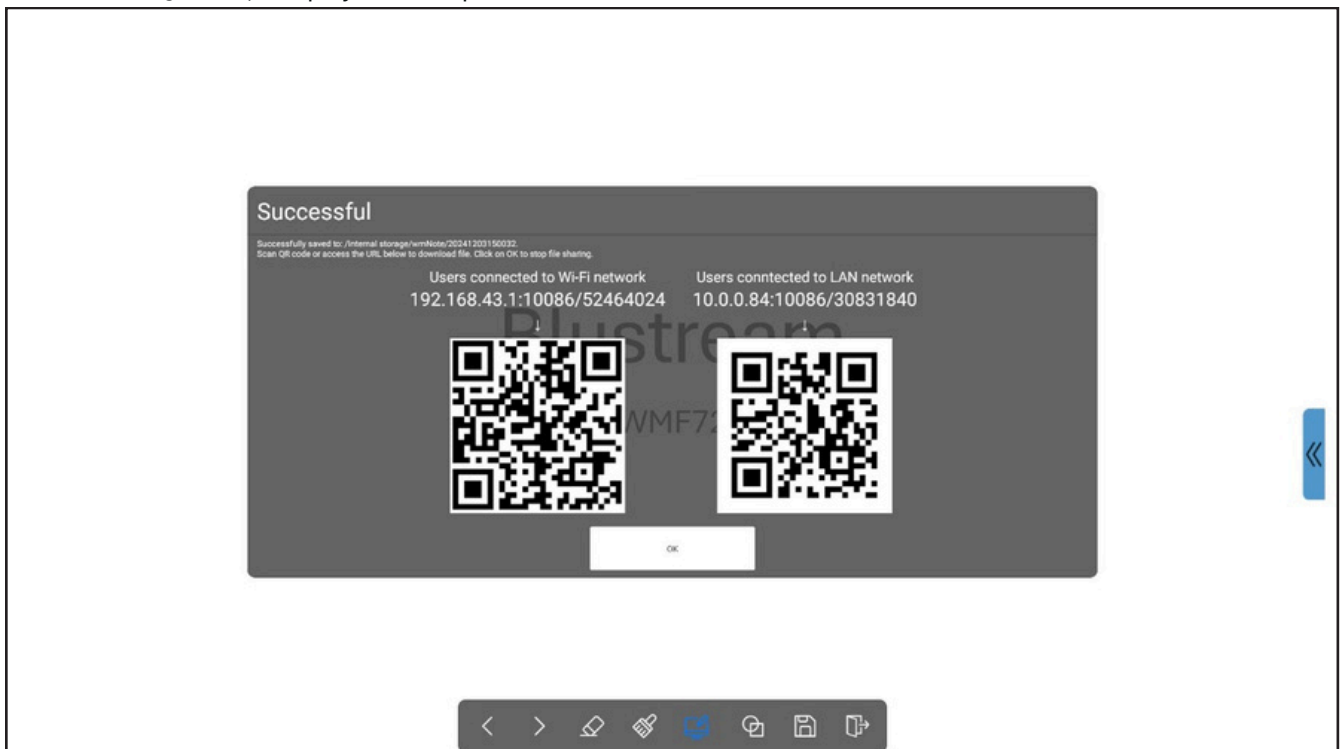 Successful
Successfully saved to: /Internal storage/wmNote/20241203150032.
Scan QR code or access the URL below to download file. Click on OK to stop file sharing.
Users connected to Wi-Fi network
192.168.43.1:10086/52464024
Users conntected to LAN network
10.0.0.84:10086/30831840
Blustream
WMF72
OK